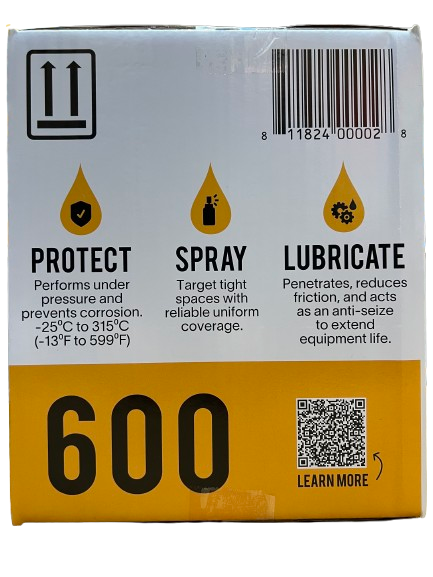 8 11824 00002 8
PROTECT
Performs under
pressure and
prevents corrosion.
-25°C to 315°C
(-13°F to 599°F)
SPRAY
Target tight
spaces with
reliable uniform
coverage.
LUBRICATE
Penetrates, reduces
friction, and acts
as an anti-seize
to extend
equipment life.
600
LEARN MORE